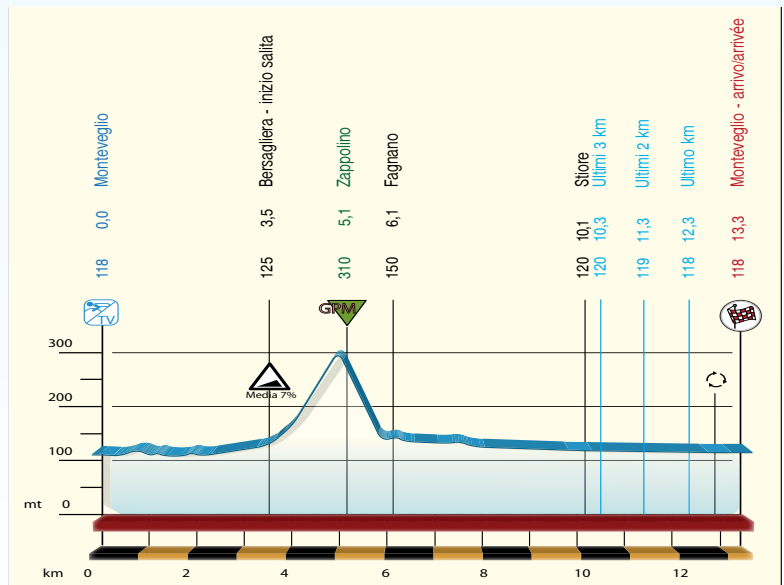 118 0,0 Monteveglio
125 3,5 Bersagliera - inizio salita
310 5,1 Zappolino
150 6,1 Fagnano
120 10,1 Stiore
120 10,3 Ultimi 3 km
119 11,3 Ultimi 2 km
118 12,3 Ultimo km
118 13,3 Monteveglio - arrivo/arrivée
TV
GPM
300
Media 7%
200
100
mt 0
km 0 2 4 6 8 10 12